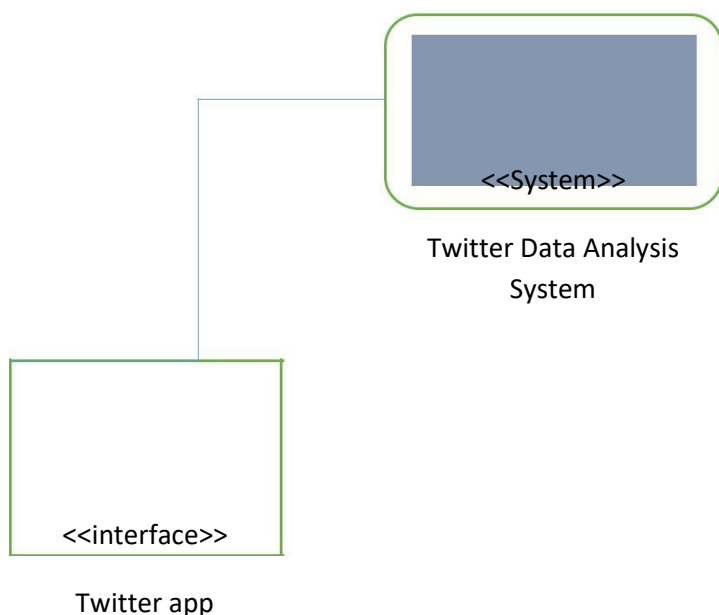 <<System>>
Twitter Data Analysis
System
<<interface>>
Twitter app